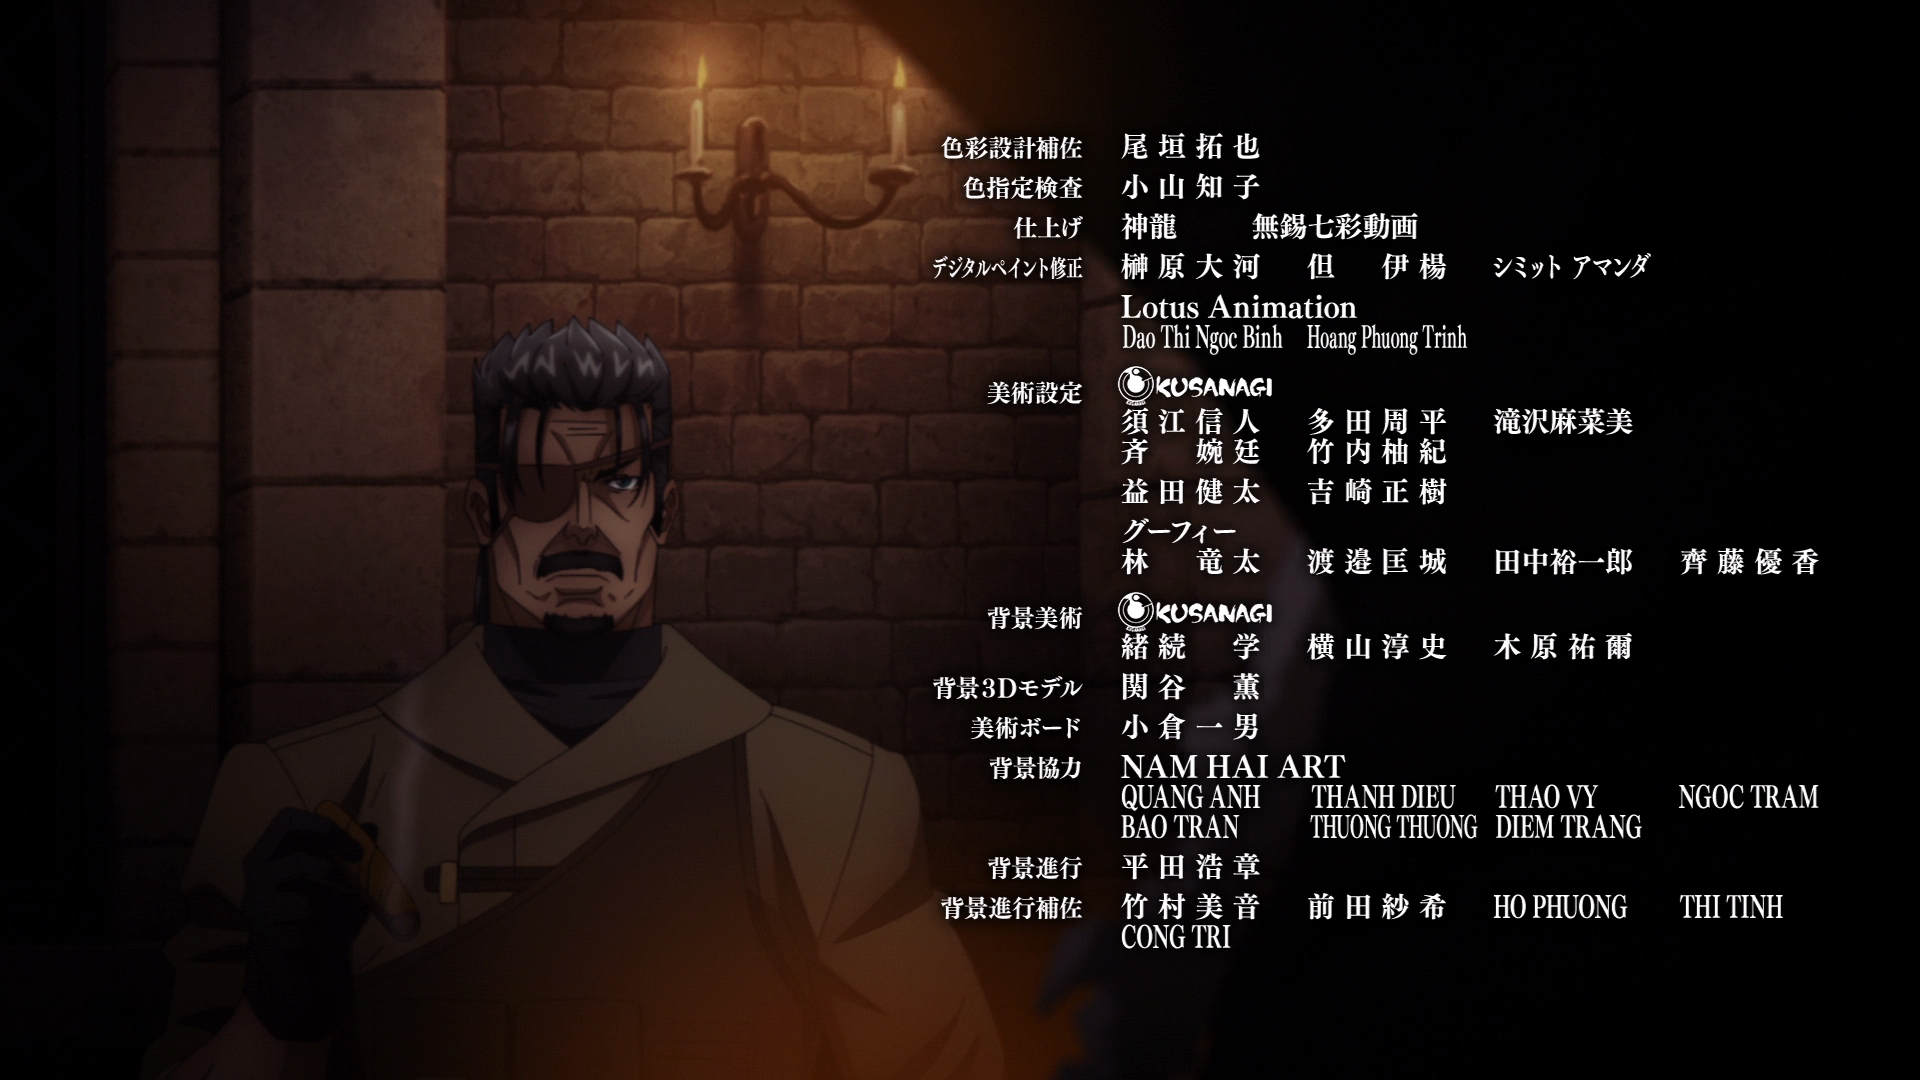 色彩設計補佐 尾垣拓也
色指定検査 小山知子
仕上げ 神龍 無錫七彩動画
デジタルペイント修正 榊原大河 但 伊楊 シミット アマンダ
Lotus Animation
Dao Thi Ngoc Binh Hoang Phuong Trinh
美術設定 KUSANAGI
須江信人 多田周平 滝沢麻菜美
斉 婉廷 竹内柚紀
益田健太 吉崎正樹
グーフィー
林 竜太 渡邉匡城 田中裕一郎 齊藤優香
背景美術 KUSANAGI
緒続 学 横山淳史 木原祐爾
背景3Dモデル 関谷 薫
美術ボード 小倉一男
背景協力 NAM HAI ART
QUANG ANH THANH DIEU THAO VY NGOC TRAM
BAO TRAN THUONG THUONG DIEM TRANG
背景進行 平田浩章
背景進行補佐 竹村美音 前田紗希 HO PHUONG THI TINH
CONG TRI